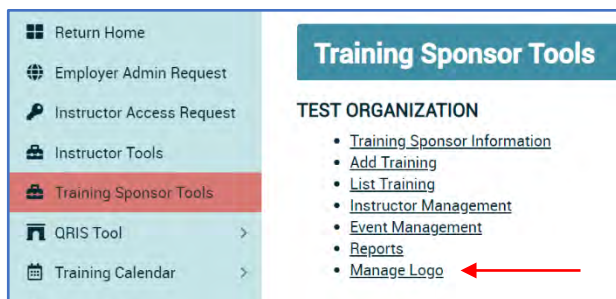 Return Home
Employer Admin Request
Instructor Access Request
Instructor Tools
Training Sponsor Tools
QRIS Tool
Training Calendar
Training Sponsor Tools
TEST ORGANIZATION
Training Sponsor Information
Add Training
List Training
Instructor Management
Event Management
Reports
Manage Logo